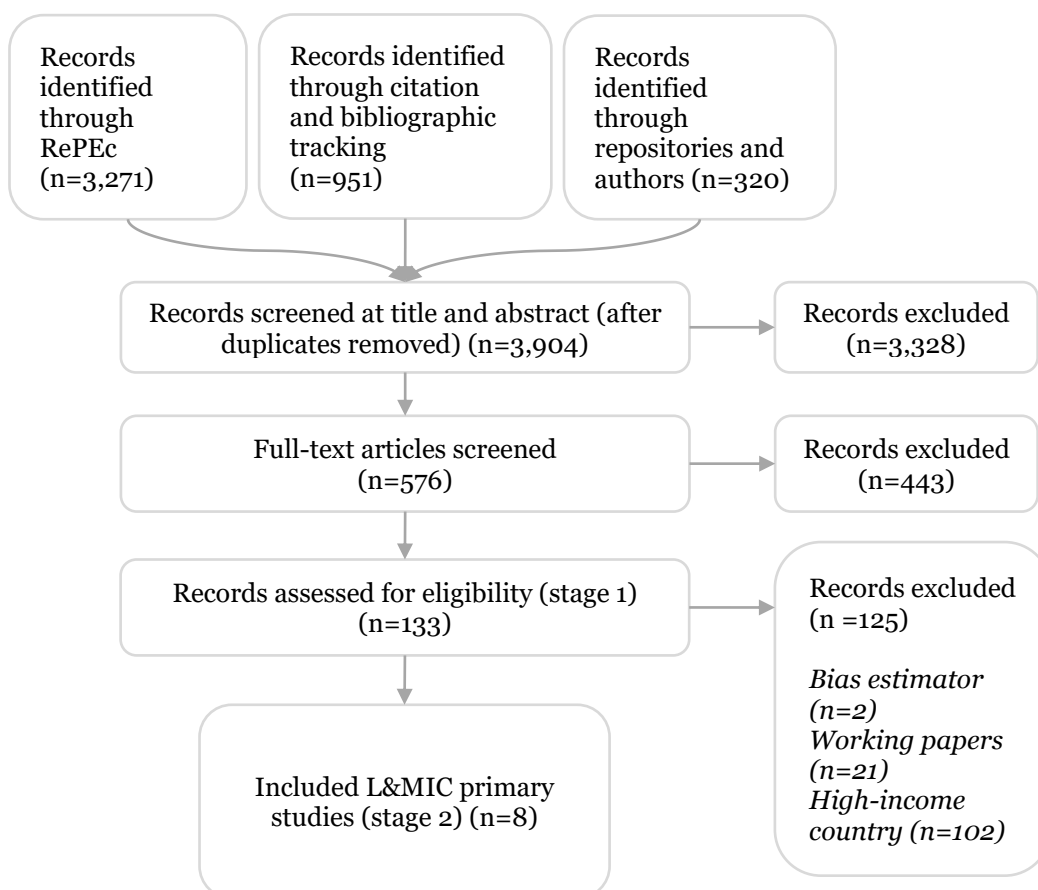 Records
identified
through
RePEc
(n=3,271)
Records identified
through citation
and bibliographic
tracking
(n=951)
Records
identified
through
repositories and
authors (n=320)
Records screened at title and abstract (after
duplicates removed) (n=3,904)
Records excluded
(n=3,328)
Full-text articles screened
(n=576)
Records excluded
(n=443)
Records assessed for eligibility (stage 1)
(n=133)
Records excluded
(n =125)
Bias estimator
(n=2)
Working papers
(n=21)
High-income
country (n=102)
Included L&MIC primary
studies (stage 2) (n=8)